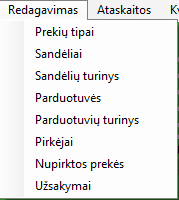 Redagavimas Ataskaitos
Prekių tipai
Sandėliai
Sandėlių turinys
Parduotuvės
Parduotuvių turinys
Pirkėjai
Nupirktos prekės
Užsakymai